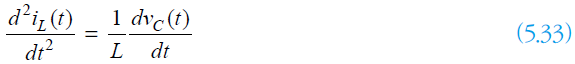 d²i_L(t)/dt² = 1/L dv_C(t)/dt (5.33)